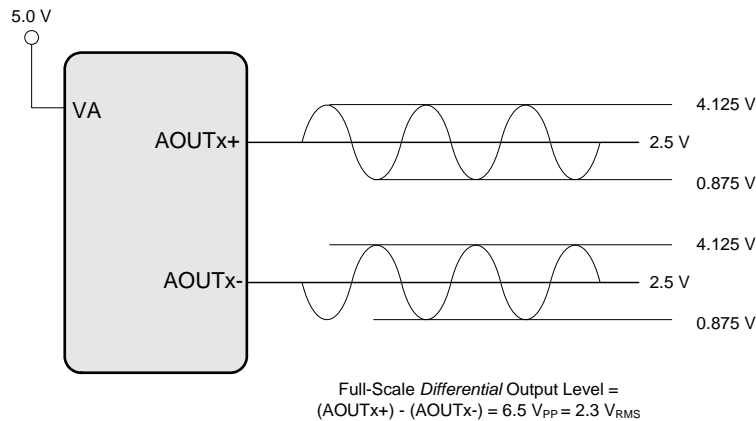 5.0 V
VA
AOUTx+
4.125 V
2.5 V
0.875 V
AOUTx-
4.125 V
2.5 V
0.875 V
Full-Scale Differential Output Level =
(AOUTx+) - (AOUTx-) = 6.5 VPP = 2.3 VRMS